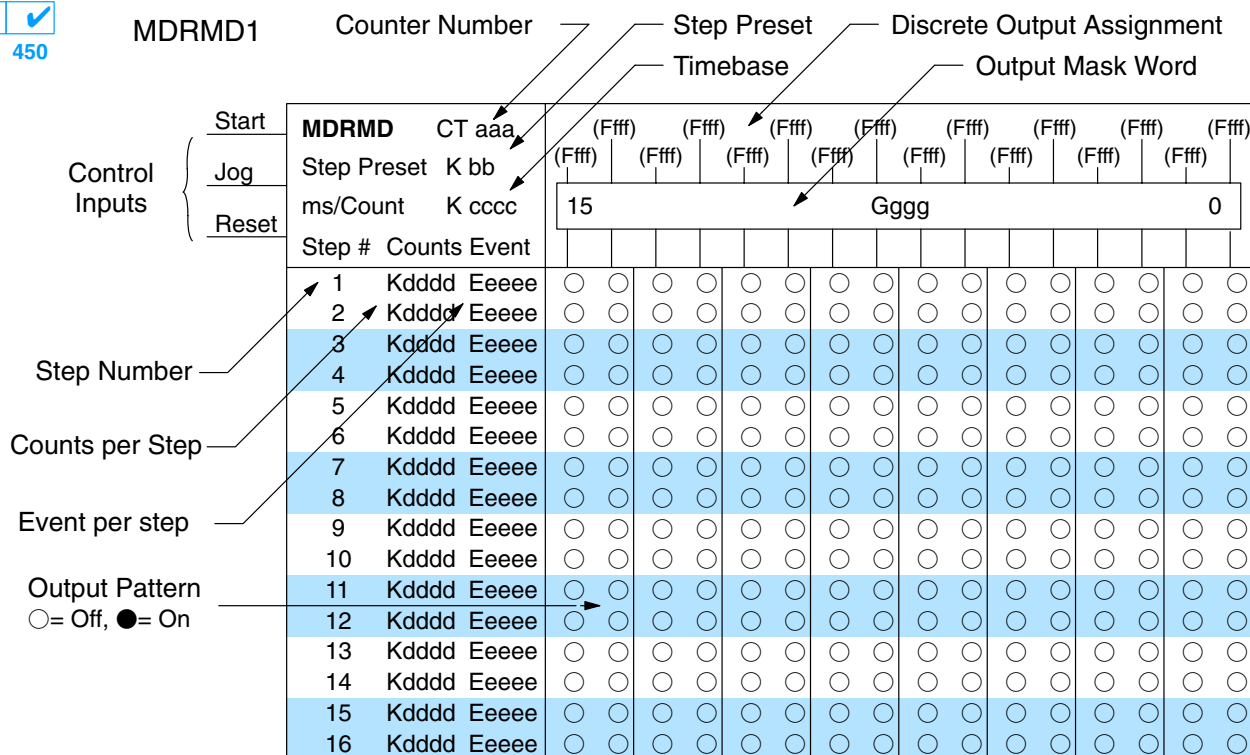 ✔
450
MDRMD1
Counter Number
Step Preset
Discrete Output Assignment
Timebase
Output Mask Word
Control
Inputs
Start
Jog
Reset
MDRMD CT aaa
Step Preset K bb
ms/Count K cccc
Step # Counts Event
(Ffff) (Ffff) (Ffff) (Ffff) (Ffff) (Ffff) (Ffff) (Ffff)
(Ffff) (Ffff) (Ffff) (Ffff) (Ffff) (Ffff) (Ffff) (Ffff)
15 Gggg 0
1 Kdddd Eeeee
2 Kdddd Eeeee
3 Kdddd Eeeee
4 Kdddd Eeeee
5 Kdddd Eeeee
6 Kdddd Eeeee
7 Kdddd Eeeee
8 Kdddd Eeeee
9 Kdddd Eeeee
10 Kdddd Eeeee
11 Kdddd Eeeee
12 Kdddd Eeeee
13 Kdddd Eeeee
14 Kdddd Eeeee
15 Kdddd Eeeee
16 Kdddd Eeeee
Step Number
Counts per Step
Event per step
Output Pattern
○= Off, ●= On